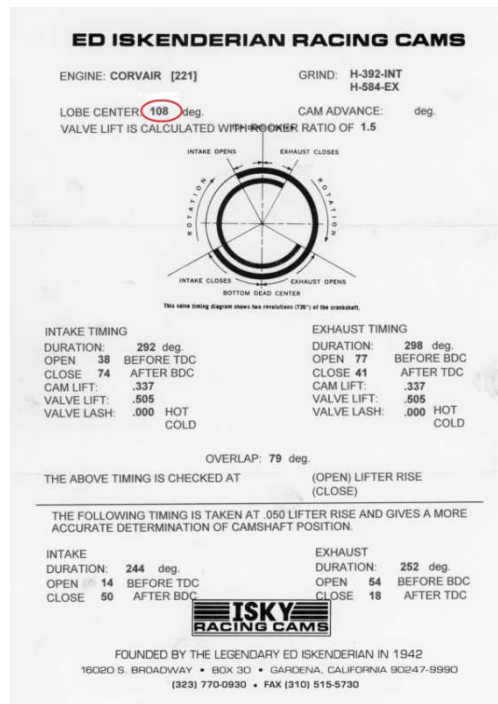 ED ISKENDERIAN RACING CAMS
ENGINE: CORVAIR [221]
GRIND: H-392-INT
H-584-EX
LOBE CENTER: 108 deg.
CAM ADVANCE: deg.
VALVE LIFT IS CALCULATED WITH ROCKER RATIO OF 1.5
INTAKE OPENS
EXHAUST CLOSES
ROTATION
ROTATION
INTAKE CLOSES
EXHAUST OPENS
BOTTOM DEAD CENTER
This valve timing diagram shows two revolutions (720°) of the crankshaft.
INTAKE TIMING
DURATION: 292 deg.
OPEN 38 BEFORE TDC
CLOSE 74 AFTER BDC
CAM LIFT: .337
VALVE LIFT: .505
VALVE LASH: .000 HOT
COLD
EXHAUST TIMING
DURATION: 298 deg.
OPEN 77 BEFORE BDC
CLOSE 41 AFTER TDC
CAM LIFT: .337
VALVE LIFT: .505
VALVE LASH: .000 HOT
COLD
OVERLAP: 79 deg.
THE ABOVE TIMING IS CHECKED AT (OPEN) LIFTER RISE
(CLOSE)
THE FOLLOWING TIMING IS TAKEN AT .050 LIFTER RISE AND GIVES A MORE
ACCURATE DETERMINATION OF CAMSHAFT POSITION.
INTAKE
DURATION: 244 deg.
OPEN 14 BEFORE TDC
CLOSE 50 AFTER BDC
EXHAUST
DURATION: 252 deg.
OPEN 54 BEFORE BDC
CLOSE 18 AFTER TDC
ISKY
RACING CAMS
FOUNDED BY THE LEGENDARY ED ISKENDERIAN IN 1942
16020 S. BROADWAY • BOX 30 • GARDENA, CALIFORNIA 90247-9990
(323) 770-0930 • FAX (310) 515-5730